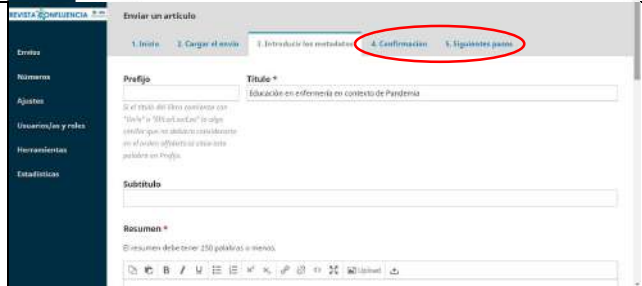 REVISTA CONFLUENCIA
Enviar un artículo
1. Inicio 2. Cargar el envío 3. Introducir los metadatos 4. Confirmación 5. Siguientes pasos
Envíos
Números
Ajustes
Usuarios/as y roles
Herramientas
Estadísticas
Prefijo
Título *
Educación en enfermería en contexto de Pandemia
Si el título del libro comienza con
"Un/a" o "El/La/Los/Las" (o algo
similar que no debería considerarse
en el orden alfabético) sitúe esta
palabra en Prefijo.
Subtítulo
Resumen *
El resumen debe tener 250 palabras o menos.
B I U
Upload